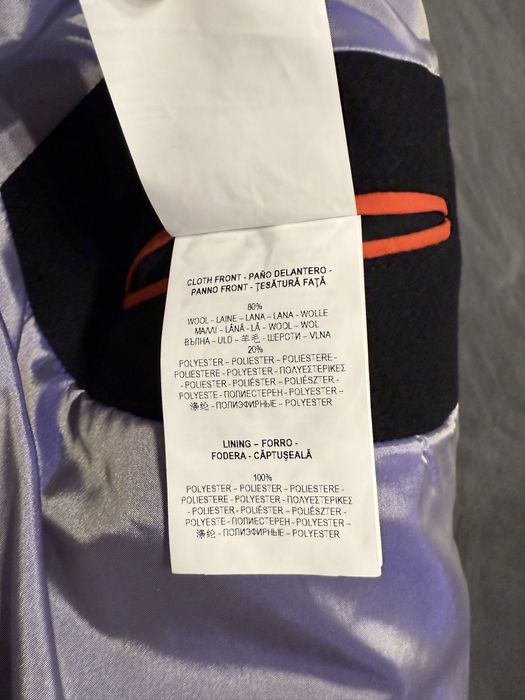 CLOTH FRONT - PAÑO DELANTERO -
PANNO FRONT - ŢESĂTURĂ FAŢĂ
80%
WOOL – LAINE – LANA – LANA - WOLLE
ΜΑΛΛΙ - LÂNĂ - LÃ - WOOL - WOL
ВЪЛНА – ULD – 羊毛 - ШЕРСТИ – VLNA
20%
POLYESTER – POLIESTER – POLIESTERE -
POLIESTERE - POLYESTER - ΠΟΛΥΕΣΤΕΡΙΚΕΣ
- POLIESTER - POLIÉSTER - POLIÉSZTER -
POLYESTE - ПОЛИЕСТЕРЕН - POLYESTER –
涤纶 - ПОЛИЭФИРНЫЕ - POLYESTER
LINING – FORRO -
FODERA - CĂPTUŞEALĂ
100%
POLYESTER – POLIESTER – POLIESTERE -
POLIESTERE - POLYESTER - ΠΟΛΥΕΣΤΕΡΙΚΕΣ
- POLIESTER - POLIÉSTER - POLIÉSZTER -
POLYESTE - ПОЛИЕСТЕРЕН - POLYESTER –
涤纶 - ПОЛИЭФИРНЫЕ - POLYESTER